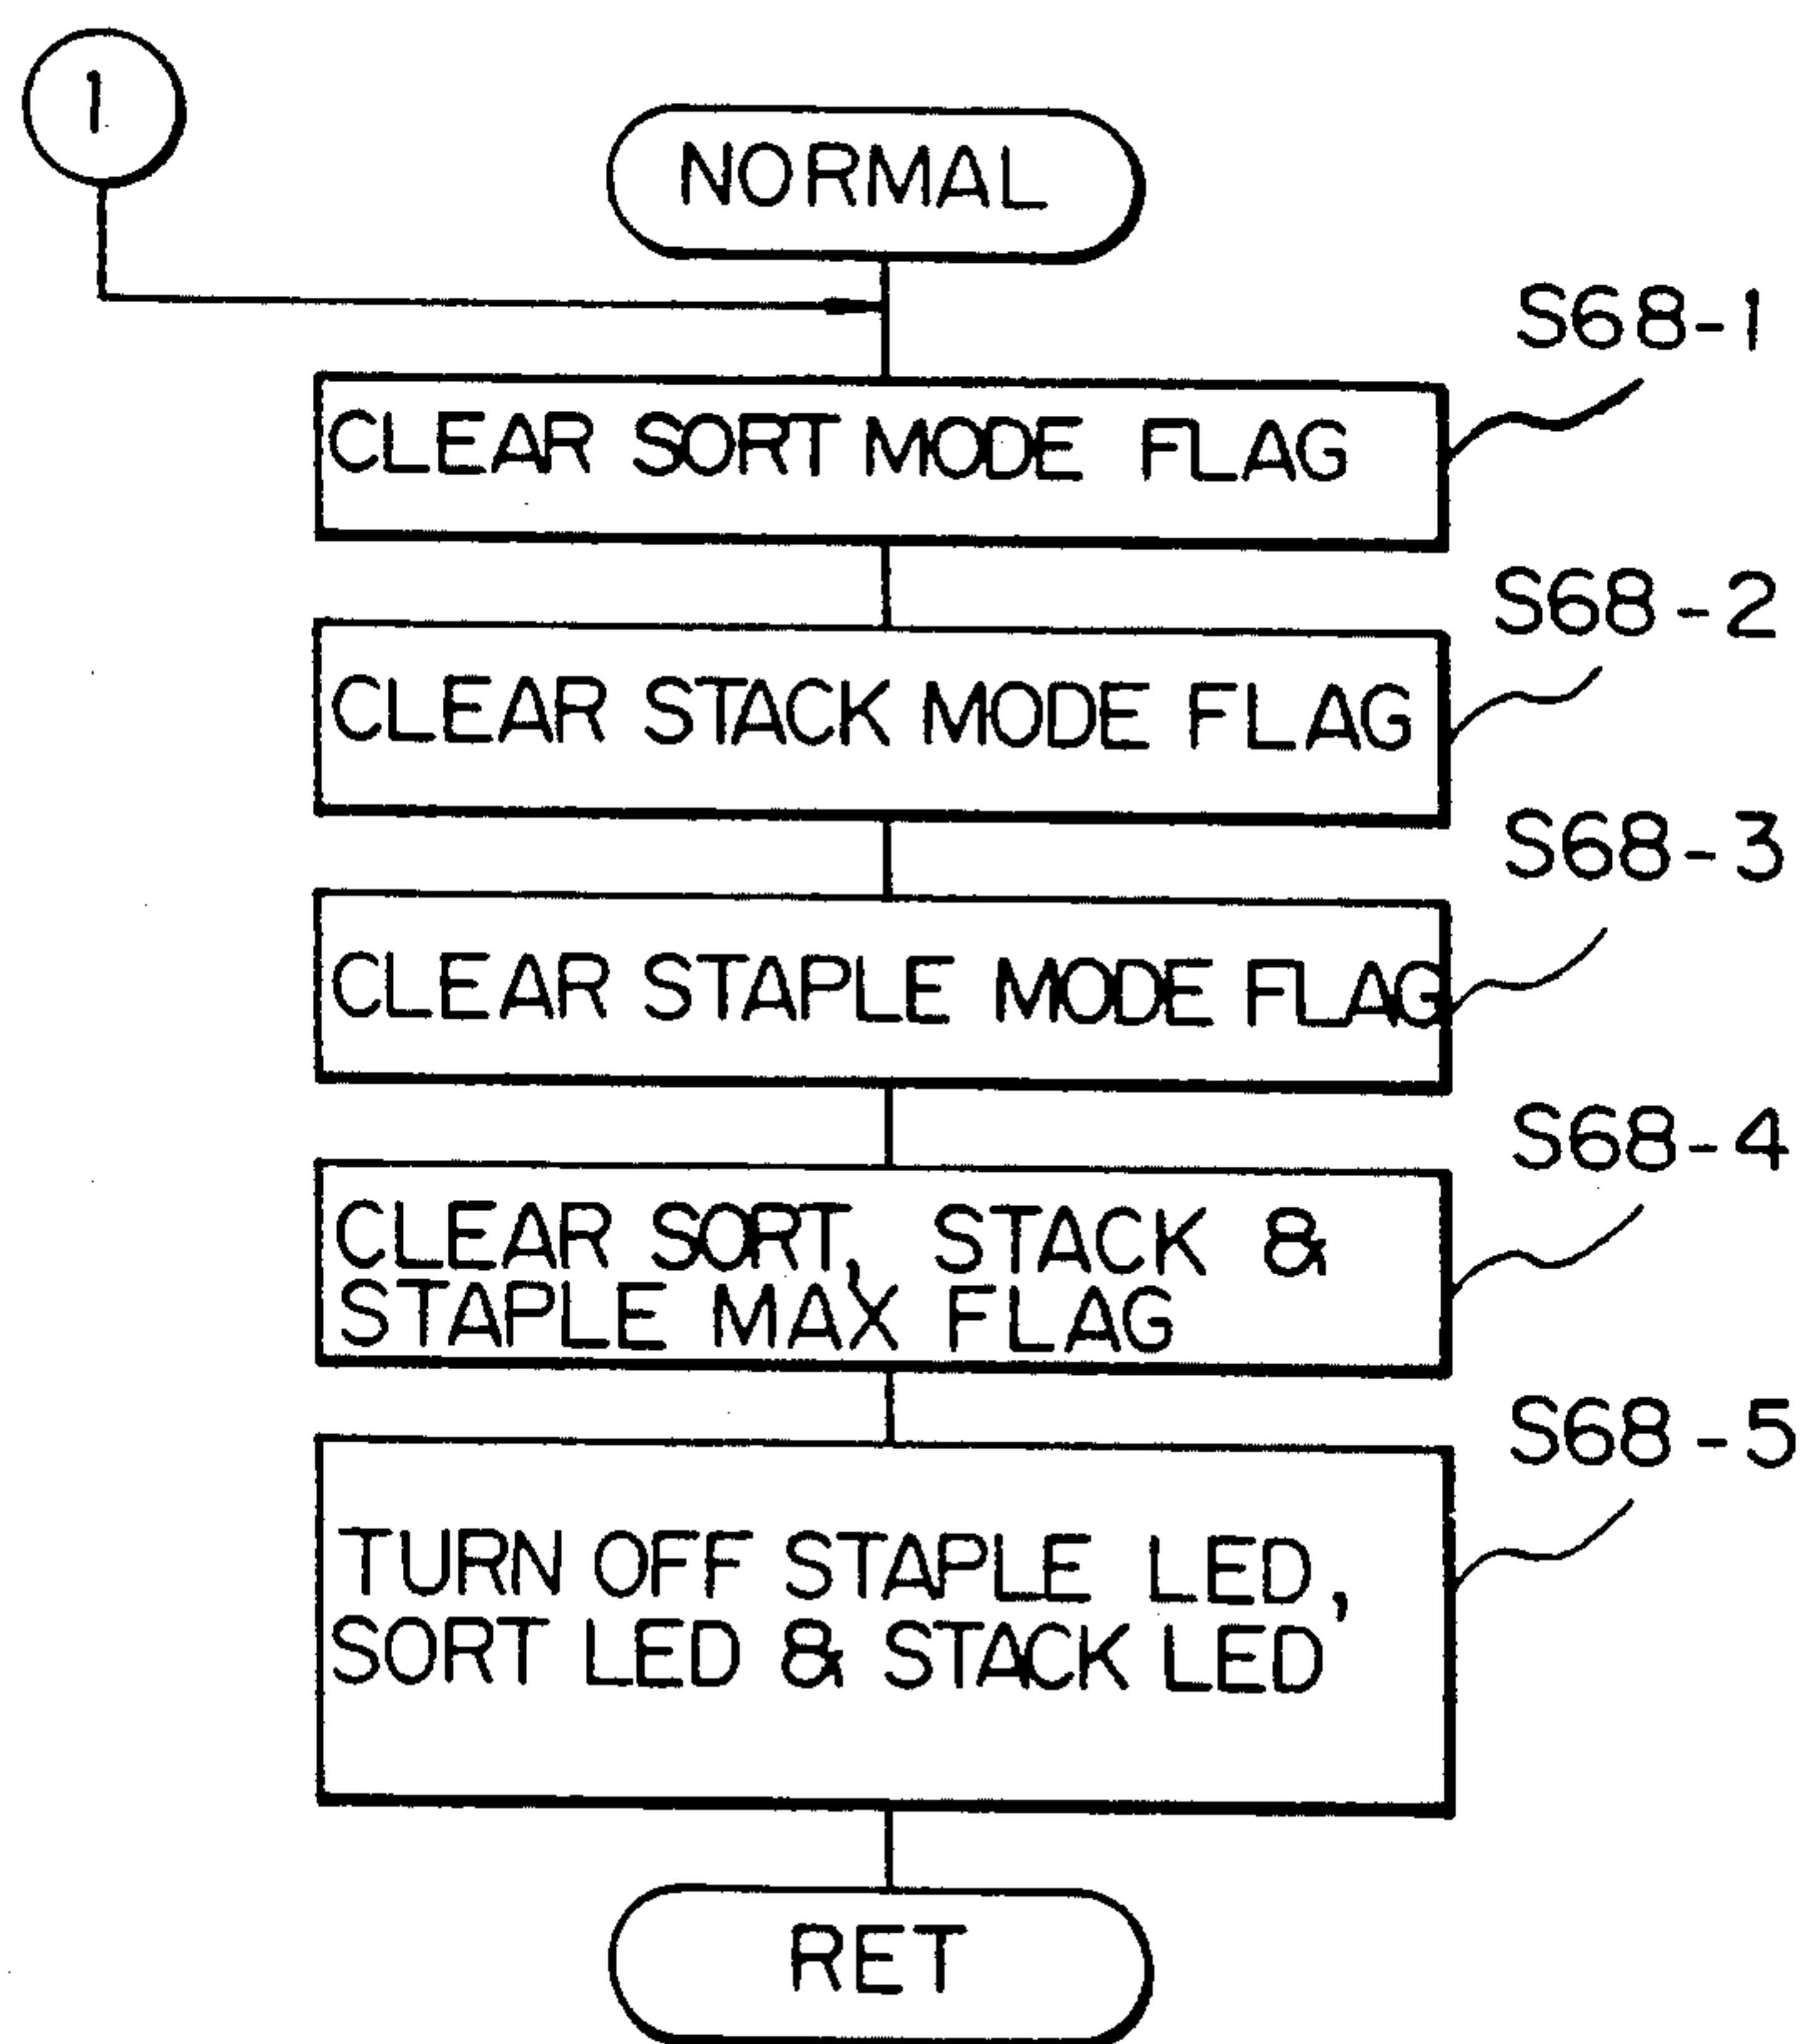 1
NORMAL
S68-1
CLEAR SORT MODE FLAG
S68-2
CLEAR STACK MODE FLAG
S68-3
CLEAR STAPLE MODE FLAG
S68-4
CLEAR SORT, STACK &
STAPLE MAX FLAG
S68-5
TURN OFF STAPLE LED,
SORT LED & STACK LED
RET